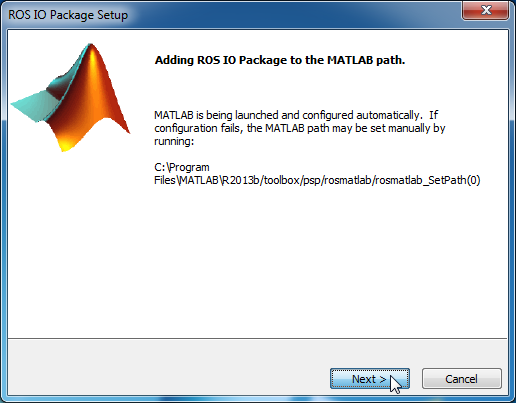 ROS IO Package Setup
Adding ROS IO Package to the MATLAB path.
MATLAB is being launched and configured automatically.  If
configuration fails, the MATLAB path may be set manually by
running:
C:\Program
Files\MATLAB\R2013b/toolbox/psp/rosmatlab/rosmatlab_SetPath(0)
Next >
Cancel